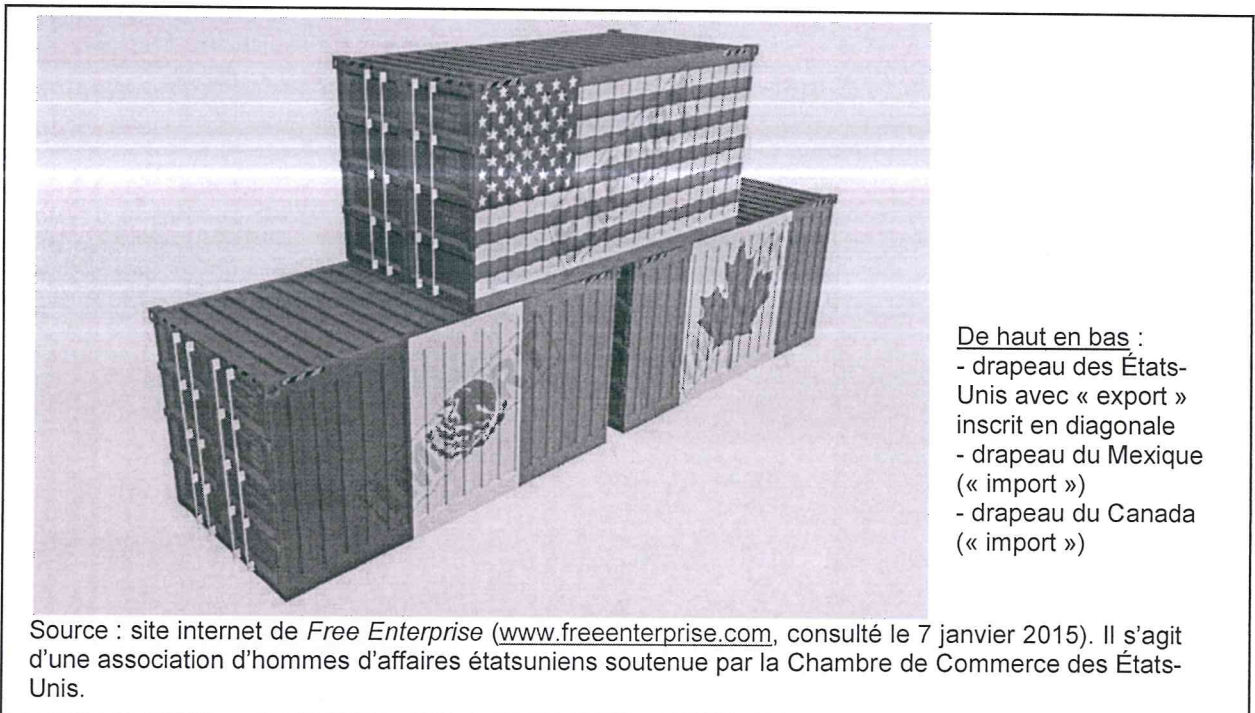 De haut en bas :
- drapeau des États-
Unis avec « export »
inscrit en diagonale
- drapeau du Mexique
(« import »)
- drapeau du Canada
(« import »)
Source : site internet de Free Enterprise (www.freeenterprise.com, consulté le 7 janvier 2015). Il s’agit
d’une association d’hommes d’affaires étatsuniens soutenue par la Chambre de Commerce des États-
Unis.